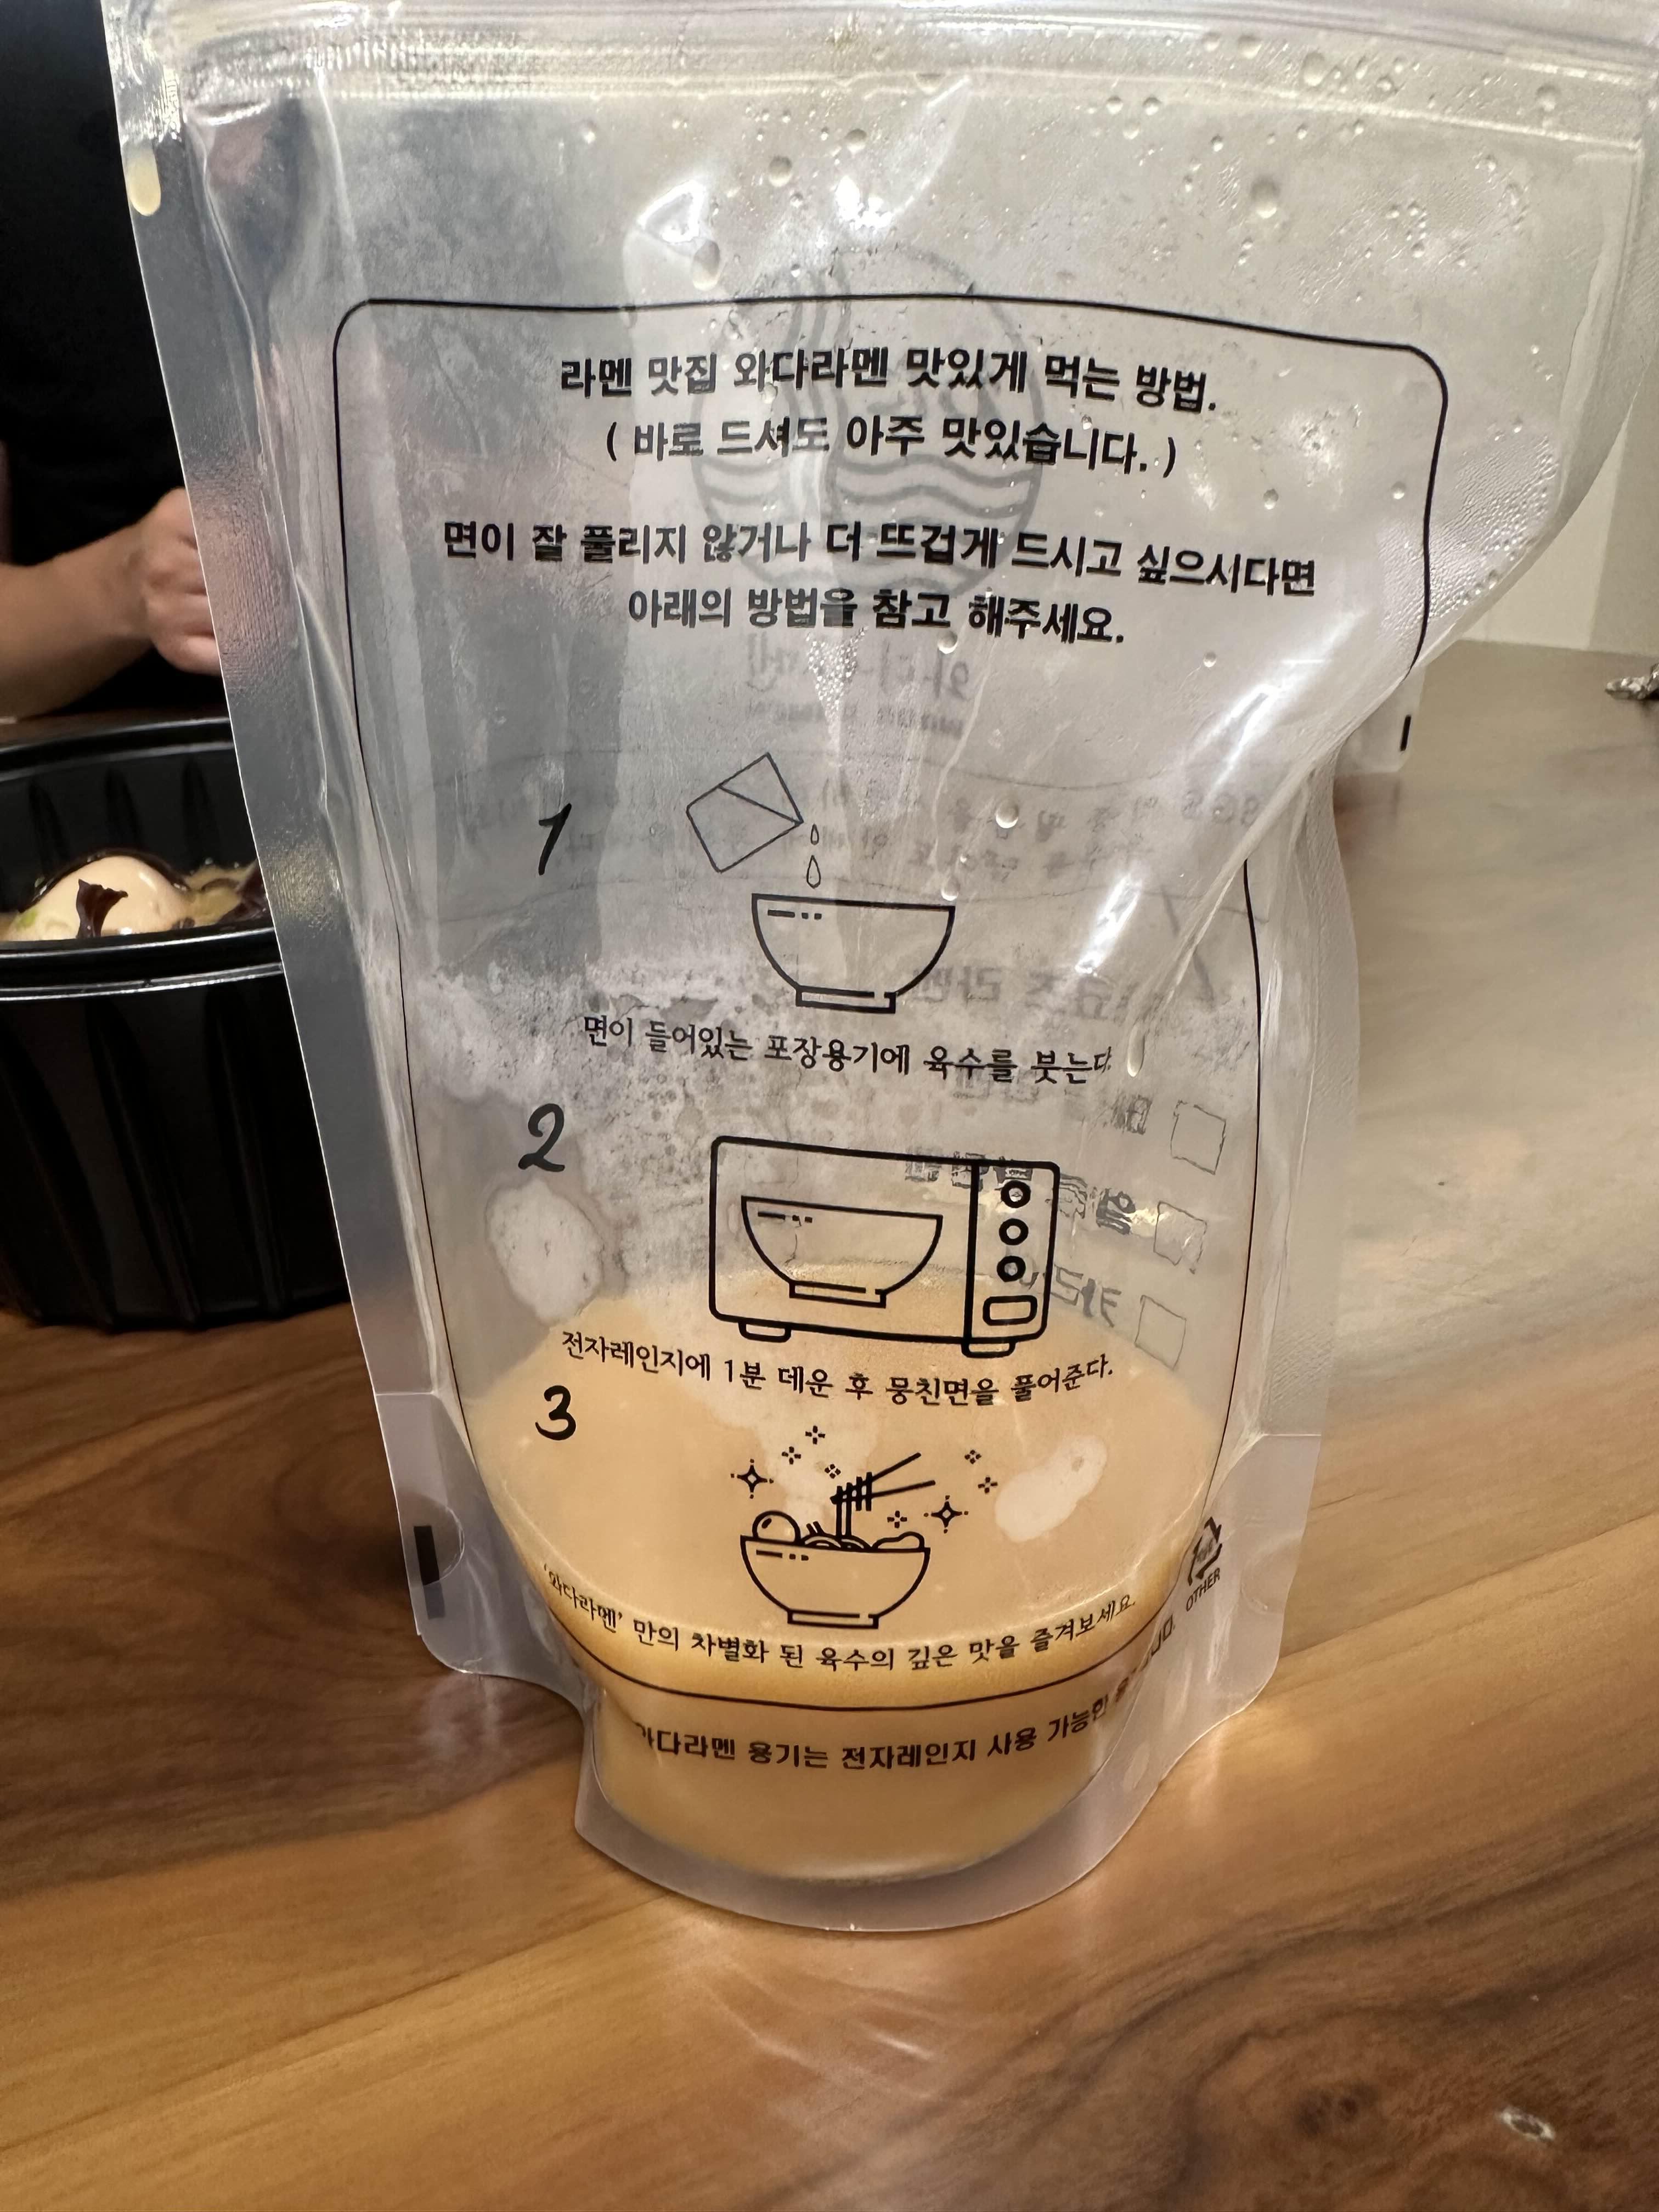 라멘 맛집 와다라멘 맛있게 먹는 방법.
( 바로 드셔도 아주 맛있습니다. )
면이 잘 풀리지 않거나 더 뜨겁게 드시고 싶으시다면
아래의 방법을 참고 해주세요.
1
면이 들어있는 포장용기에 육수를 붓는다.
2
전자레인지에 1분 데운 후 뭉친면을 풀어준다.
3
'와다라멘' 만의 차별화 된 육수의 깊은 맛을 즐겨보세요.
OTHER
와다라멘 용기는 전자레인지 사용 가능한